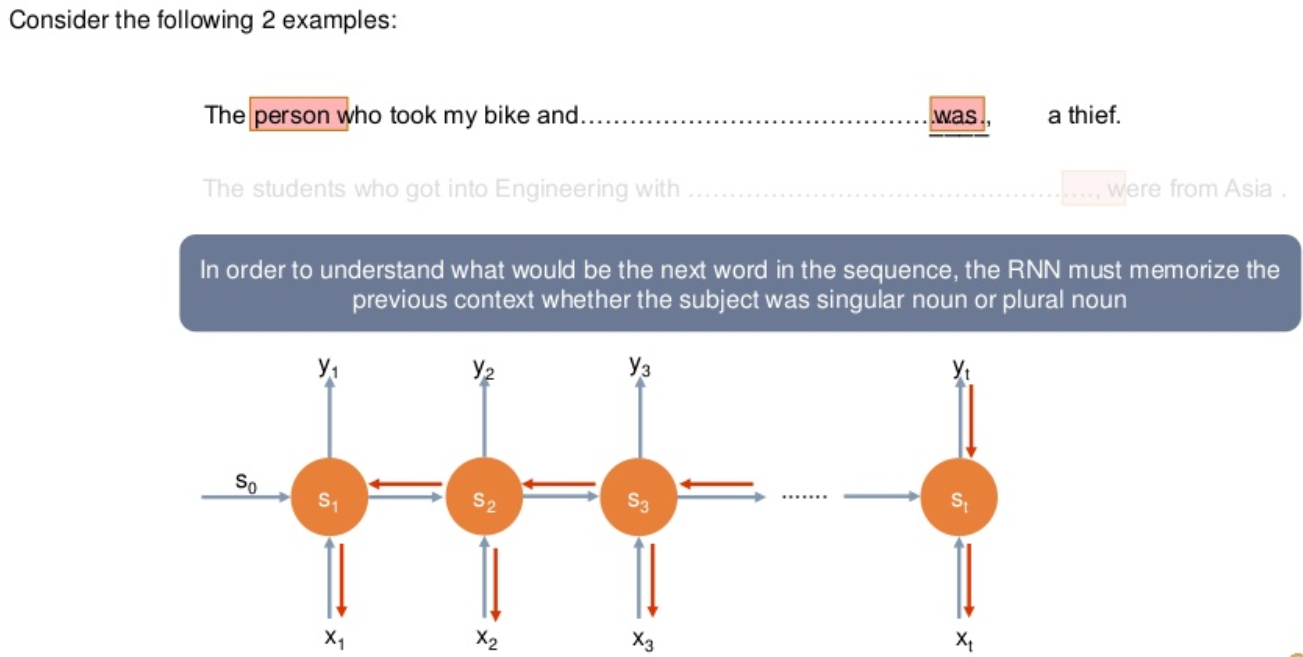 Consider the following 2 examples:
The person who took my bike and.......................................... was , a thief.
The students who got into Engineering with ................................................., were from Asia .
In order to understand what would be the next word in the sequence, the RNN must memorize the
previous context whether the subject was singular noun or plural noun
y1 y2 y3 yt
s0
s1 s2 s3 ....... st
x1 x2 x3 xt